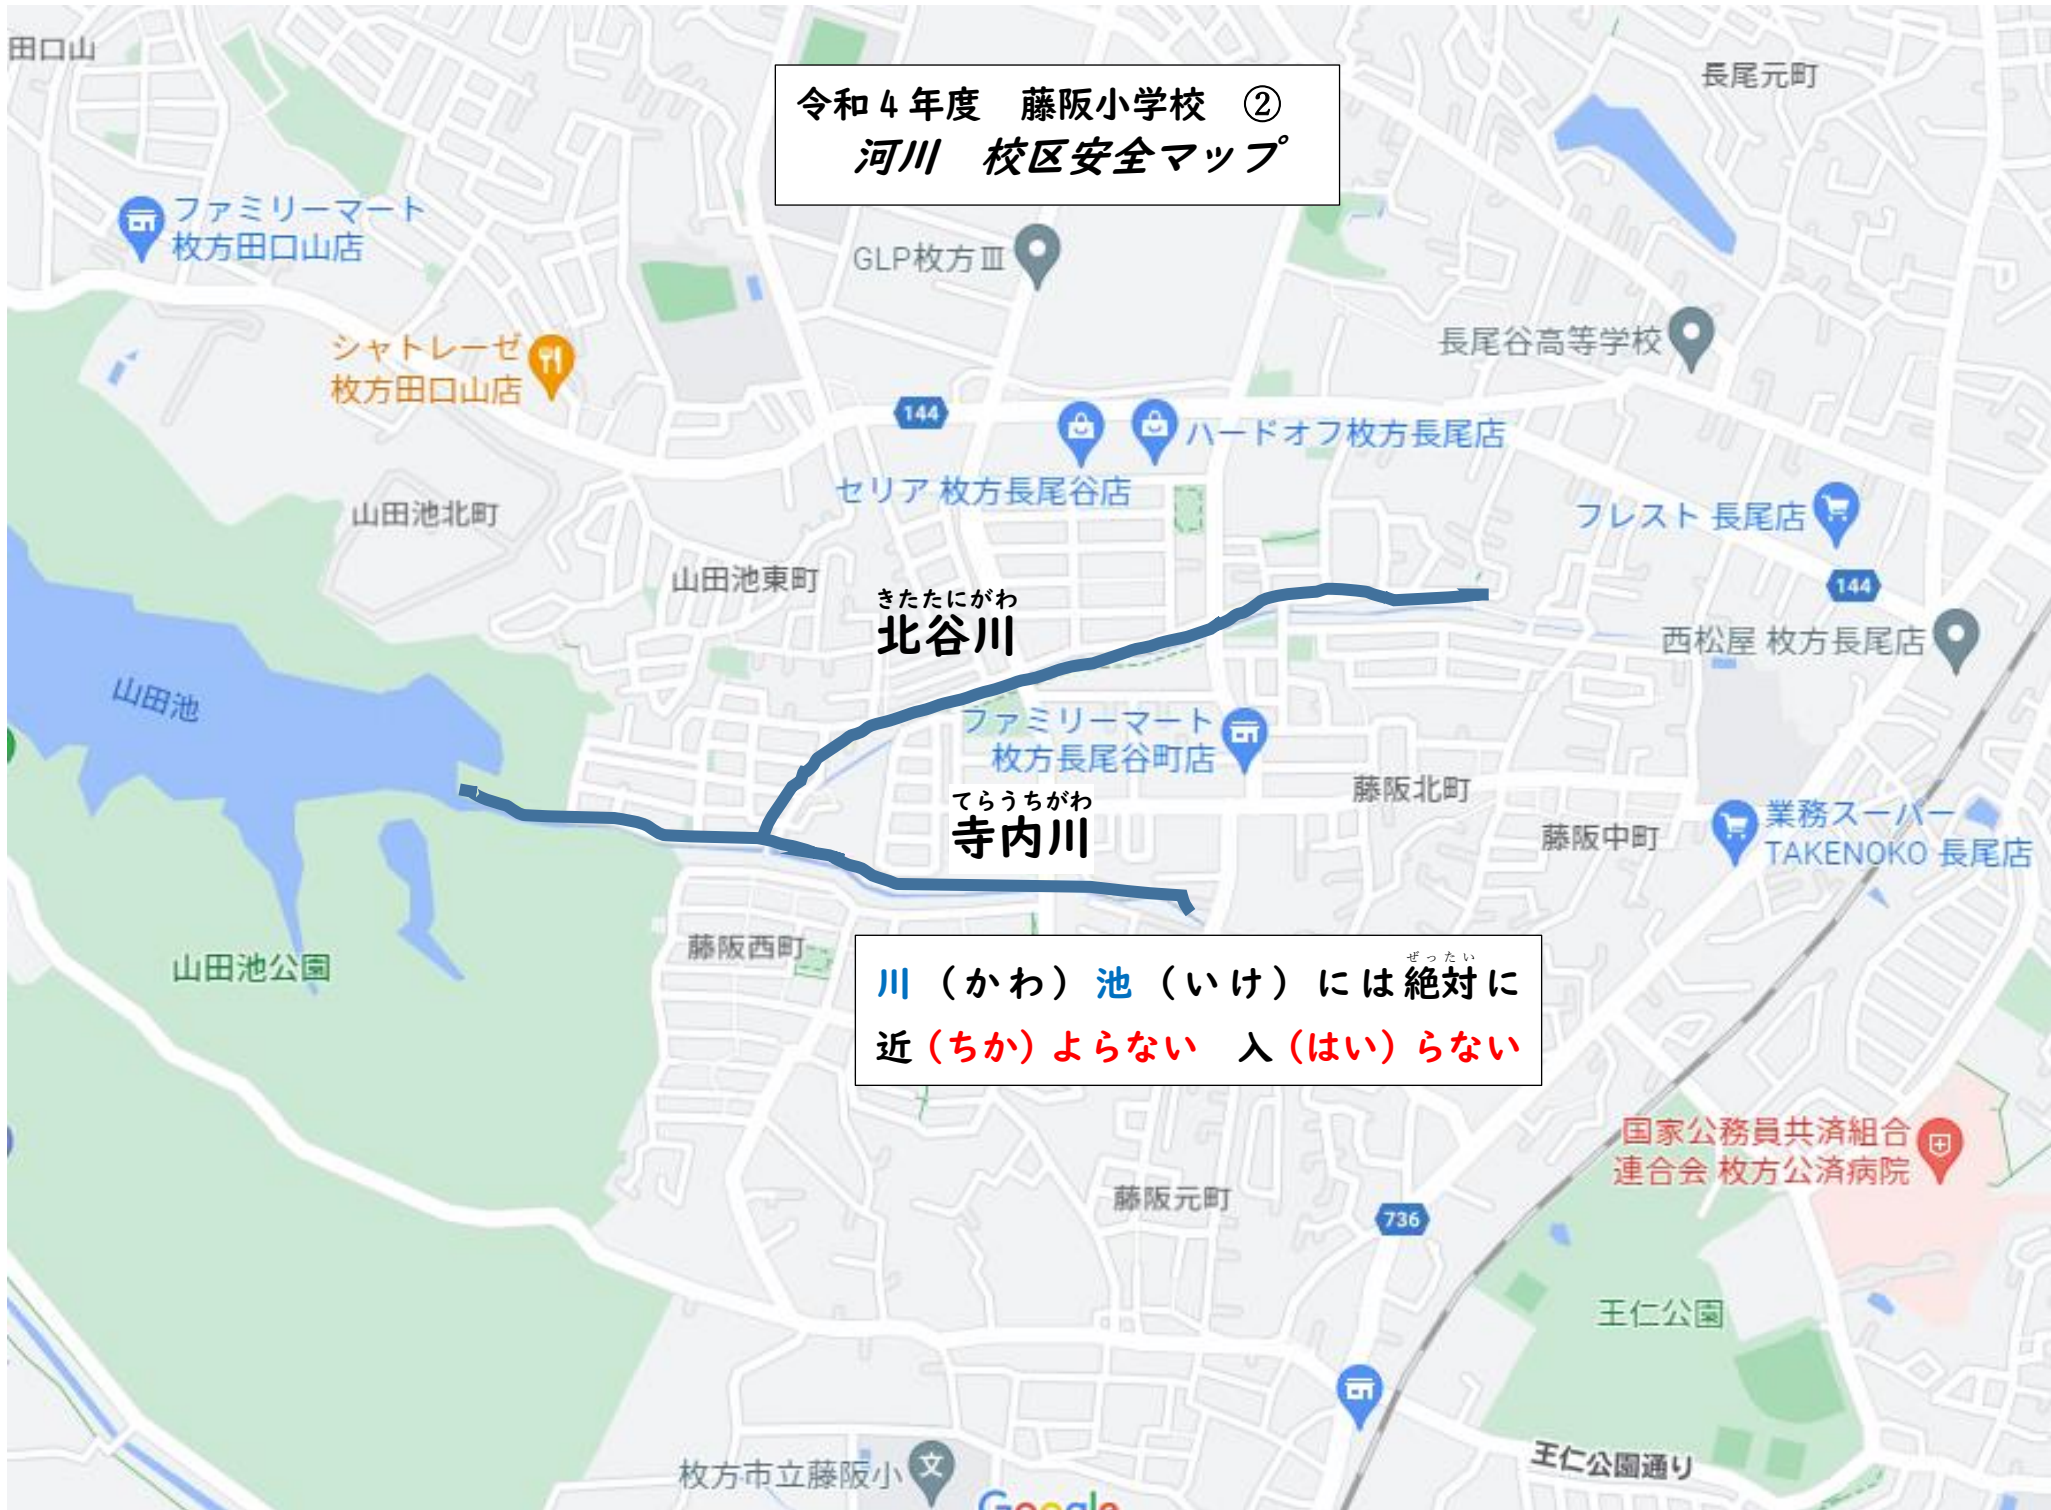 田口山
令和4年度　藤阪小学校　②
河川　校区安全マップ
長尾元町
ファミリーマート
枚方田口山店
GLP枚方Ⅲ
シャトレーゼ
枚方田口山店
長尾谷高等学校
144
ハードオフ枚方長尾店
セリア 枚方長尾谷店
山田池北町
フレスト 長尾店
山田池東町
144
きたたにがわ
北谷川
西松屋 枚方長尾店
山田池
ファミリーマート
枚方長尾谷町店
藤阪北町
てらうちがわ
寺内川
藤阪中町
業務スーパー
TAKENOKO 長尾店
藤阪西町
山田池公園
ぜったい
川（かわ）池（いけ）には絶対に
近（ちか）よらない　入（はい）らない
国家公務員共済組合
連合会 枚方公済病院
藤阪元町
736
王仁公園
王仁公園通り
枚方市立藤阪小
文
Google